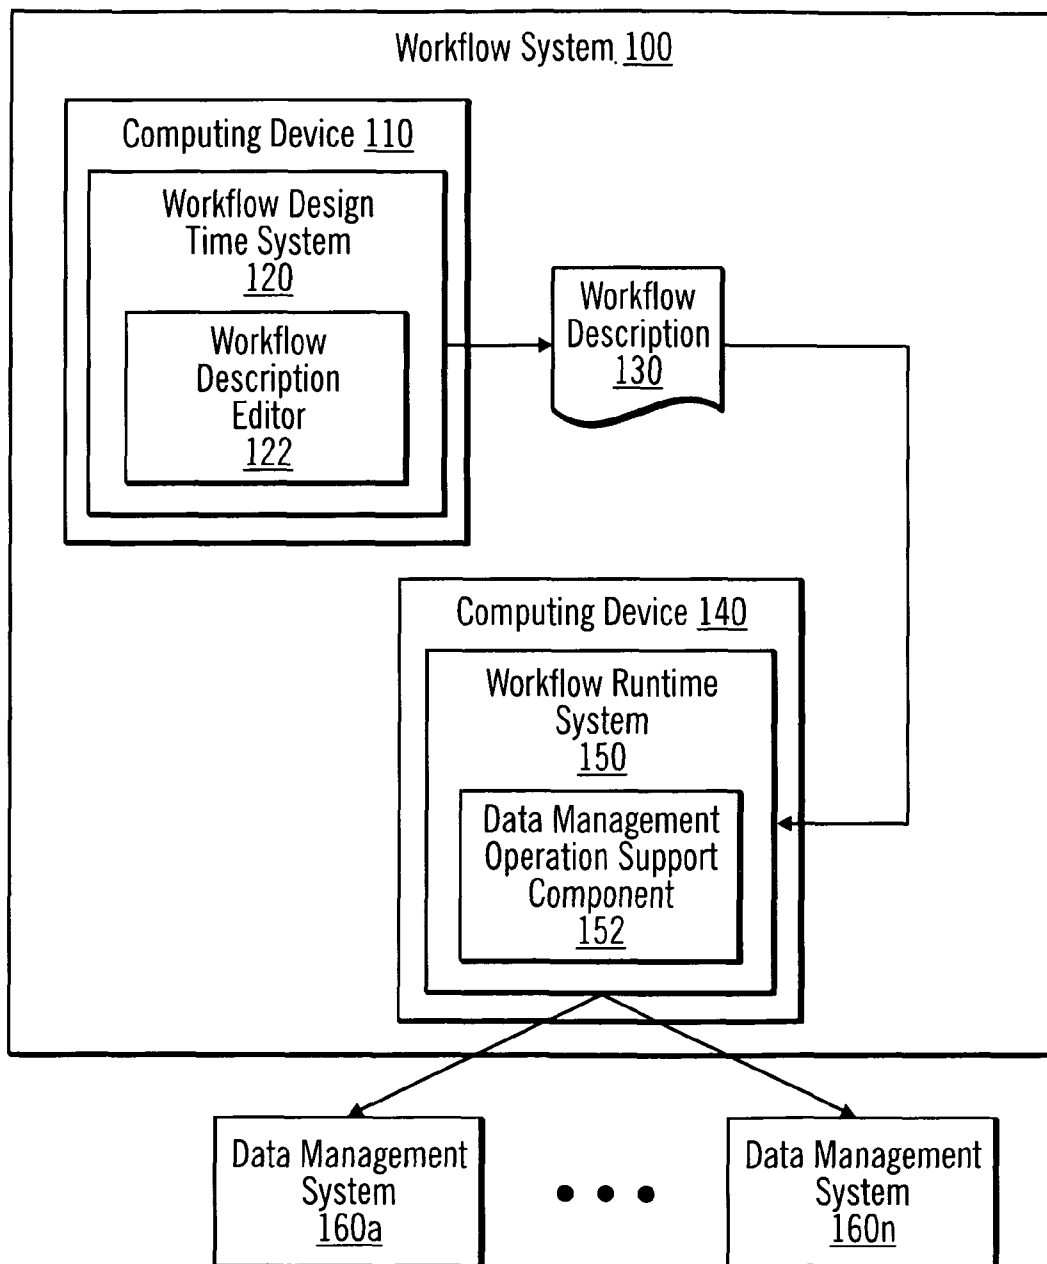 Workflow System 100
Computing Device 110
Workflow Design
Time System
120
Workflow
Description
Editor
122
Workflow
Description
130
Computing Device 140
Workflow Runtime
System
150
Data Management
Operation Support
Component
152
Data Management
System
160a
Data Management
System
160n